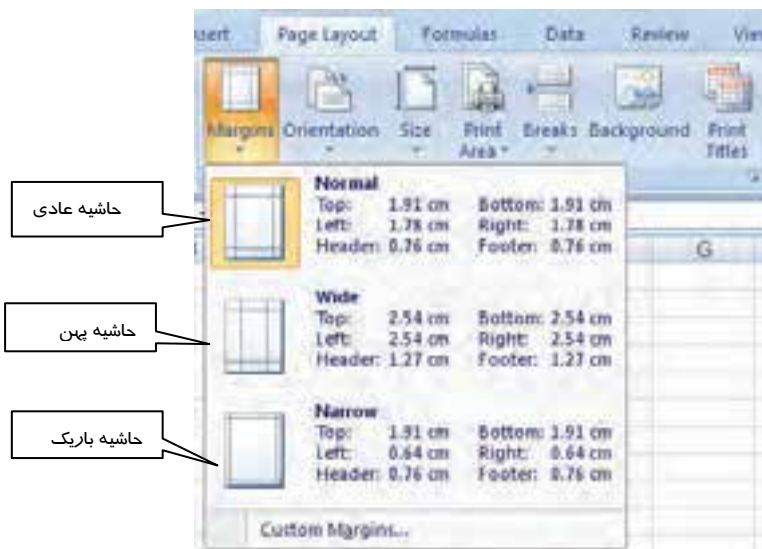 Page Layout Formulas Data Review
Margins Orientation Size Print Area Breaks Background Print Titles
حاشیه عادی
Normal
Top: 1.91 cm Bottom: 1.91 cm
Left: 1.78 cm Right: 1.78 cm
Header: 0.76 cm Footer: 0.76 cm
G
حاشیه پهن
Wide
Top: 2.54 cm Bottom: 2.54 cm
Left: 2.54 cm Right: 2.54 cm
Header: 1.27 cm Footer: 1.27 cm
حاشیه باریک
Narrow
Top: 1.91 cm Bottom: 1.91 cm
Left: 0.64 cm Right: 0.64 cm
Header: 0.76 cm Footer: 0.76 cm
Custom Margins...